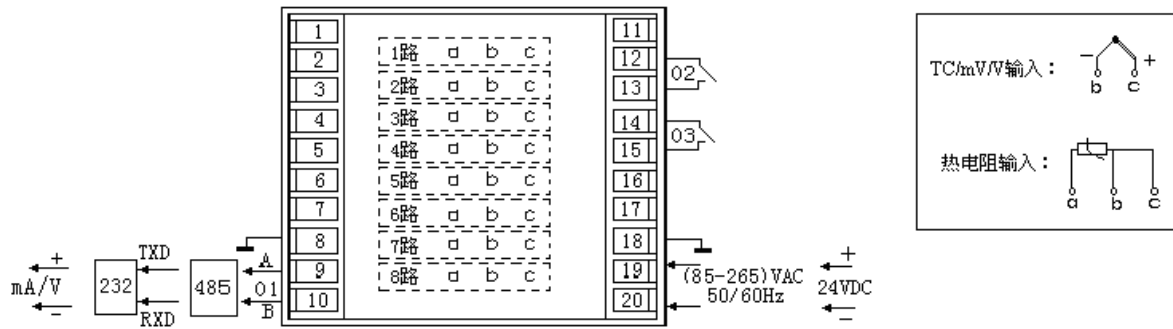 1
2
3
4
5
6
7
8
9
10
1路 a b c
2路 a b c
3路 a b c
4路 a b c
5路 a b c
6路 a b c
7路 a b c
8路 a b c
11
12
13
14
15
16
17
18
19
20
O2
O3
+
mA/V
-
232
TXD
RXD
485
A
O1
B
(85-265)VAC
50/60Hz
+
24VDC
-
TC/mV/V输入：
- +
b c
热电阻输入：
a b c